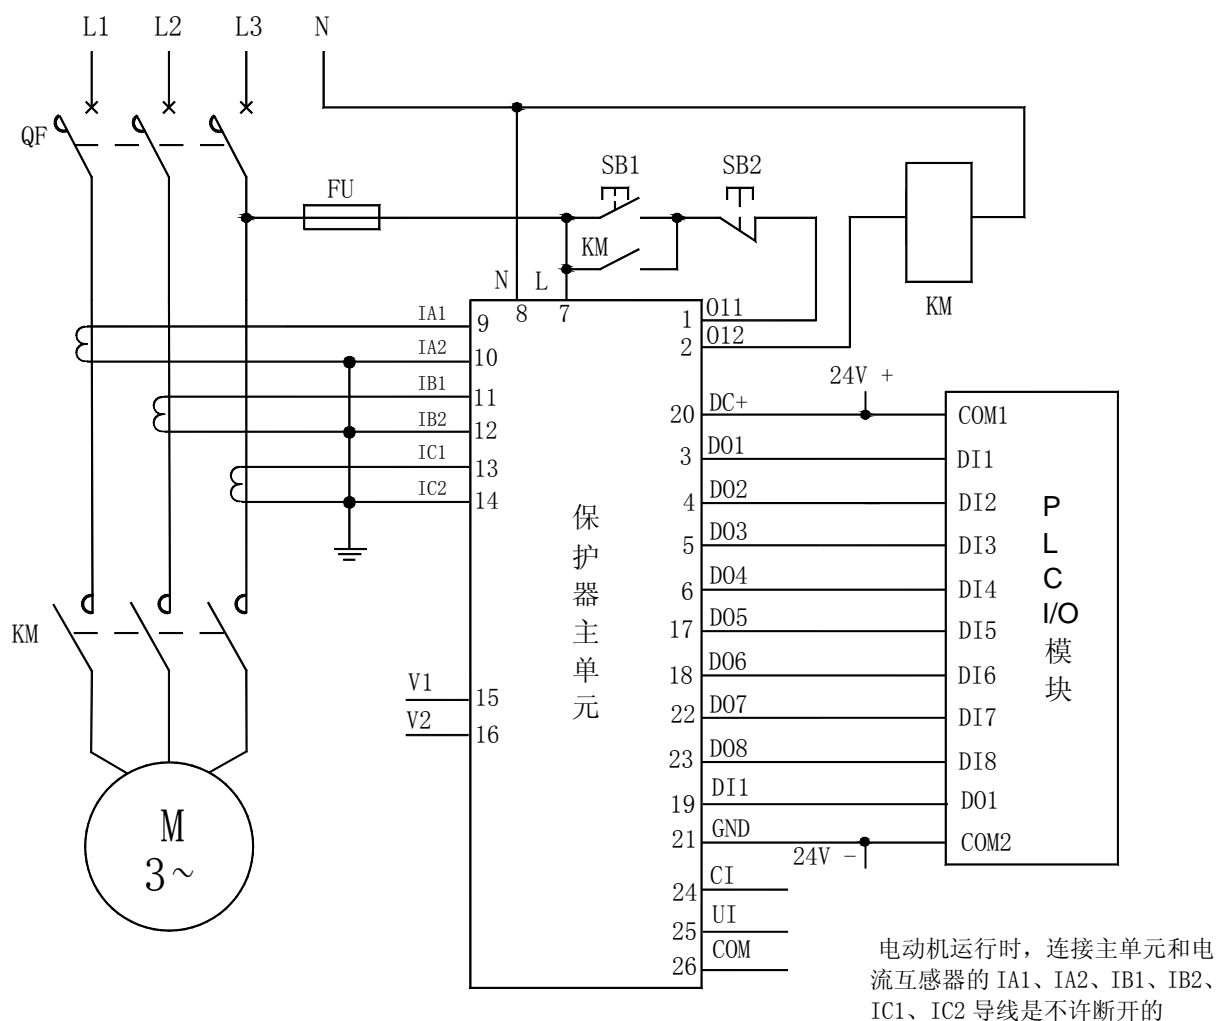 L1 L2 L3 N
QF
FU
SB1 SB2
KM
KM
N L
8 7
IA1 9
IA2 10
IB1 11
IB2 12
IC1 13
IC2 14
1 O11
2 O12
24V +
20 DC+ COM1
3 DO1 DI1
4 DO2 DI2
5 DO3 DI3
6 DO4 DI4
17 DO5 DI5
18 DO6 DI6
22 DO7 DI7
23 DO8 DI8
19 DI1 DO1
21 GND COM2
24V -
24 CI
25 UI
26 COM
保护器主单元
PLC I/O模块
KM
V1 15
V2 16
M
3~
电动机运行时，连接主单元和电
流互感器的 IA1、IA2、IB1、IB2、
IC1、IC2 导线是不许断开的